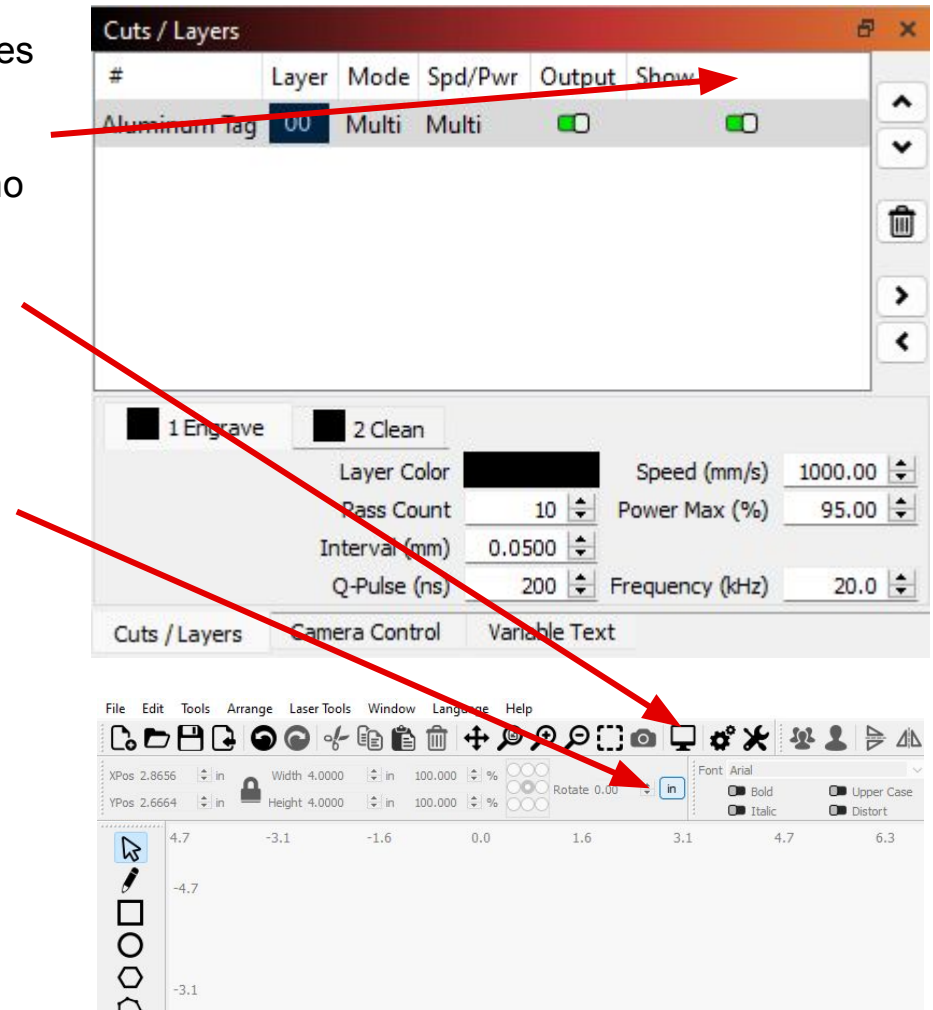 es
no
Cuts / Layers
# Layer Mode Spd/Pwr Output Show
Aluminum Tag 00 Multi Multi
1 Engrave 2 Clean
Layer Color Speed (mm/s) 1000.00
Pass Count 10 Power Max (%) 95.00
Interval (mm) 0.0500
Q-Pulse (ns) 200 Frequency (kHz) 20.0
Cuts / Layers Camera Control Variable Text
File Edit Tools Arrange Laser Tools Window Language Help
XPos 2.8656 in Width 4.0000 in 100.000 % Rotate 0.00 in Font Arial
Bold Upper Case
YPos 2.6664 in Height 4.0000 in 100.000 % Italic Distort
4.7 -3.1 -1.6 0.0 1.6 3.1 4.7 6.3
-4.7
-3.1